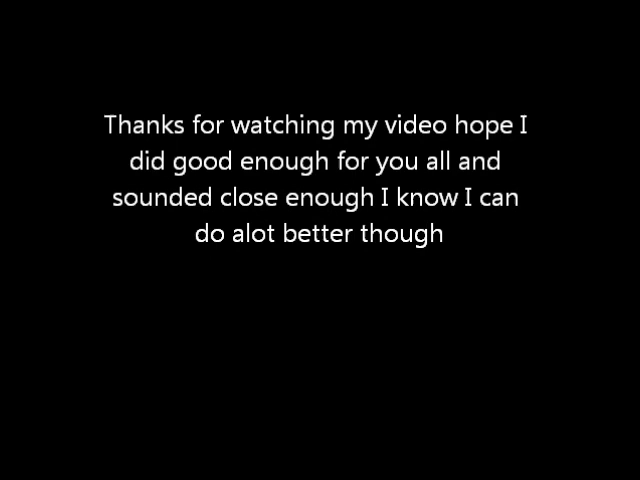 Thanks for watching my video hope I
did good enough for you all and
sounded close enough I know I can
do alot better though